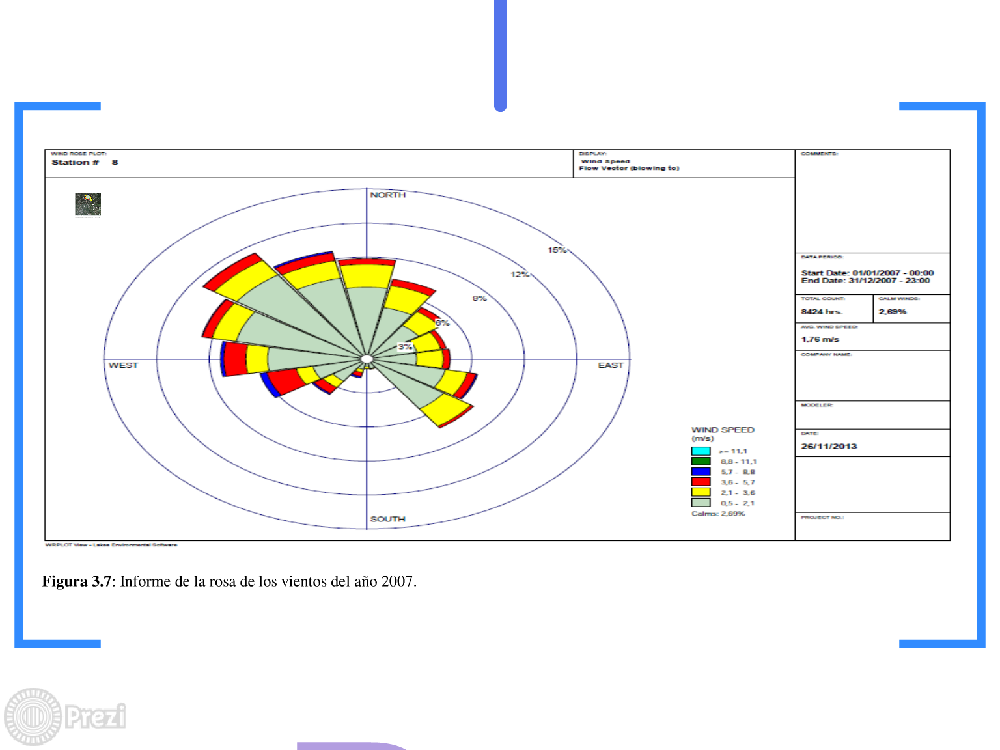 WIND ROSE PLOT:
Station # 8
DISPLAY:
Wind Speed
Flow Vector (blowing to)
COMMENTS:
NORTH
15%
12%
9%
6%
3%
WEST
EAST
SOUTH
WIND SPEED
(m/s)
>= 11,1
8,8 - 11,1
5,7 - 8,8
3,6 - 5,7
2,1 - 3,6
0,5 - 2,1
Calms: 2,69%
DATA PERIOD:
Start Date: 01/01/2007 - 00:00
End Date: 31/12/2007 - 23:00
TOTAL COUNT:
8424 hrs.
CALM WINDS:
2,69%
AVG. WIND SPEED:
1,76 m/s
COMPANY NAME:
MODELER:
DATE:
26/11/2013
PROJECT NO.:
WRPLOT View - Lakes Environmental Software
Figura 3.7: Informe de la rosa de los vientos del año 2007.
Prezi